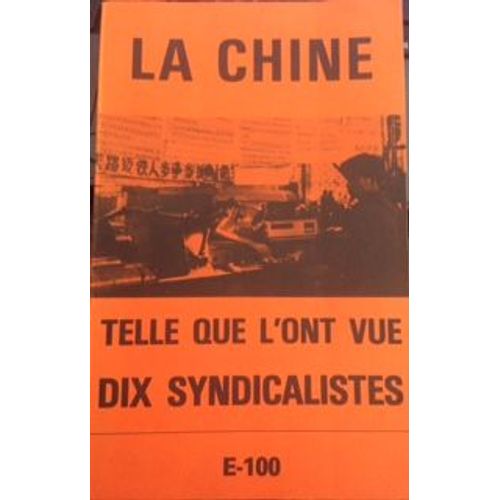 LA CHINE
TELLE QUE L'ONT VUE
DIX SYNDICALISTES
E-100